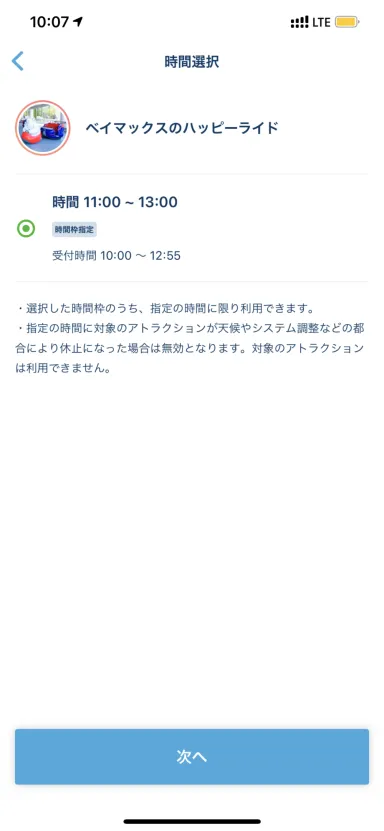 10:07
LTE
時間選択
ベイマックスのハッピーライド
時間 11:00 ~ 13:00
時間枠指定
受付時間 10:00 〜 12:55
・選択した時間枠のうち、指定の時間に限り利用できます。
・指定の時間に対象のアトラクションが天候やシステム調整などの都
合により休止になった場合は無効となります。対象のアトラクション
は利用できません。
次へ